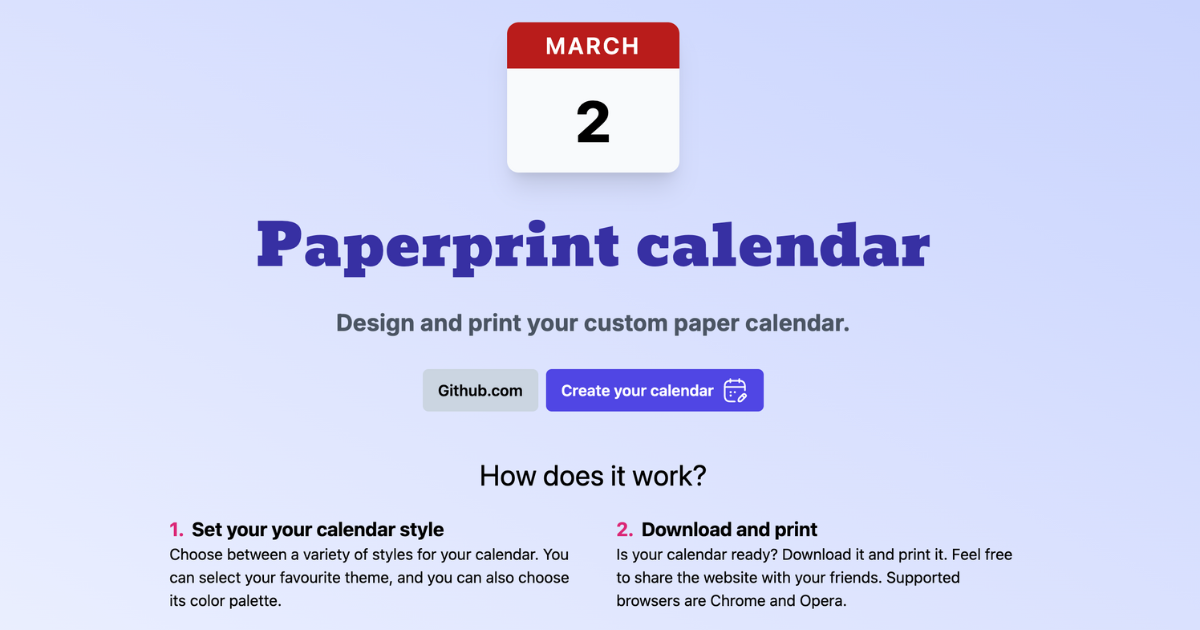 MARCH
2
Paperprint calendar
Design and print your custom paper calendar.
Github.com
Create your calendar
How does it work?
1. Set your your calendar style
Choose between a variety of styles for your calendar. You
can select your favourite theme, and you can also choose
its color palette.
2. Download and print
Is your calendar ready? Download it and print it. Feel free
to share the website with your friends. Supported
browsers are Chrome and Opera.